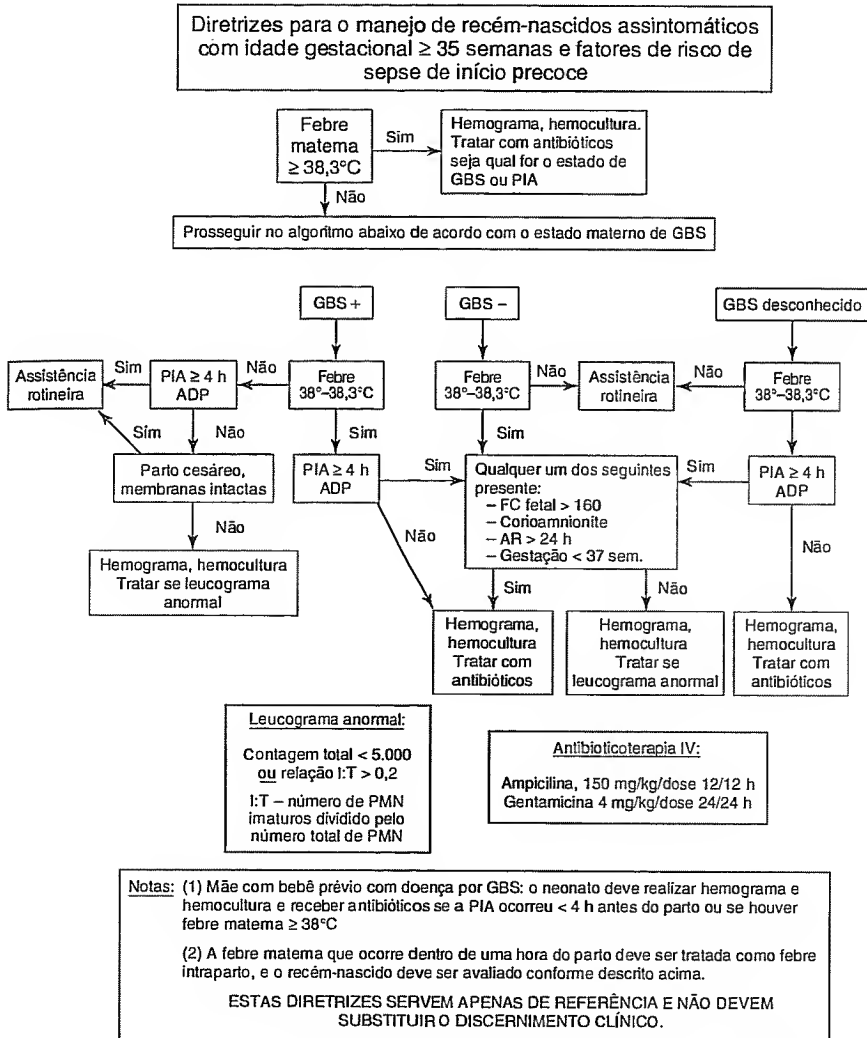 Diretrizes para o manejo de recém-nascidos assintomáticos
com idade gestacional ≥ 35 semanas e fatores de risco de
sepse de início precoce
Febre
materna
≥ 38,3°C
Sim
Hemograma, hemocultura.
Tratar com antibióticos
seja qual for o estado de
GBS ou PIA
Não
Prosseguir no algoritmo abaixo de acordo com o estado materno de GBS
GBS +
GBS –
GBS desconhecido
Assistência
rotineira
Sim
PIA ≥ 4 h
ADP
Não
Febre
38°–38,3°C
Febre
38°–38,3°C
Não
Assistência
rotineira
Não
Febre
38°–38,3°C
Sim
Não
Sim
Sim
Parto cesáreo,
membranas intactas
PIA ≥ 4 h
ADP
Sim
Qualquer um dos seguintes
presente:
– FC fetal > 160
– Corioamnionite
– AR > 24 h
– Gestação < 37 sem.
Sim
PIA ≥ 4 h
ADP
Não
Não
Não
Hemograma, hemocultura
Tratar se leucograma
anormal
Sim
Não
Hemograma,
hemocultura
Tratar com
antibióticos
Hemograma,
hemocultura
Tratar se
leucograma anormal
Hemograma,
hemocultura
Tratar com
antibióticos
Leucograma anormal:
Contagem total < 5.000
ou relação I:T > 0,2
I:T – número de PMN
imaturos dividido pelo
número total de PMN
Antibioticoterapia IV:
Ampicilina, 150 mg/kg/dose 12/12 h
Gentamicina 4 mg/kg/dose 24/24 h
Notas: (1) Mãe com bebê prévio com doença por GBS: o neonato deve realizar hemograma e
hemocultura e receber antibióticos se a PIA ocorreu < 4 h antes do parto ou se houver
febre materna ≥ 38°C
(2) A febre materna que ocorre dentro de uma hora do parto deve ser tratada como febre
intraparto, e o recém-nascido deve ser avaliado conforme descrito acima.
ESTAS DIRETRIZES SERVEM APENAS DE REFERÊNCIA E NÃO DEVEM
SUBSTITUIR O DISCERNIMENTO CLÍNICO.